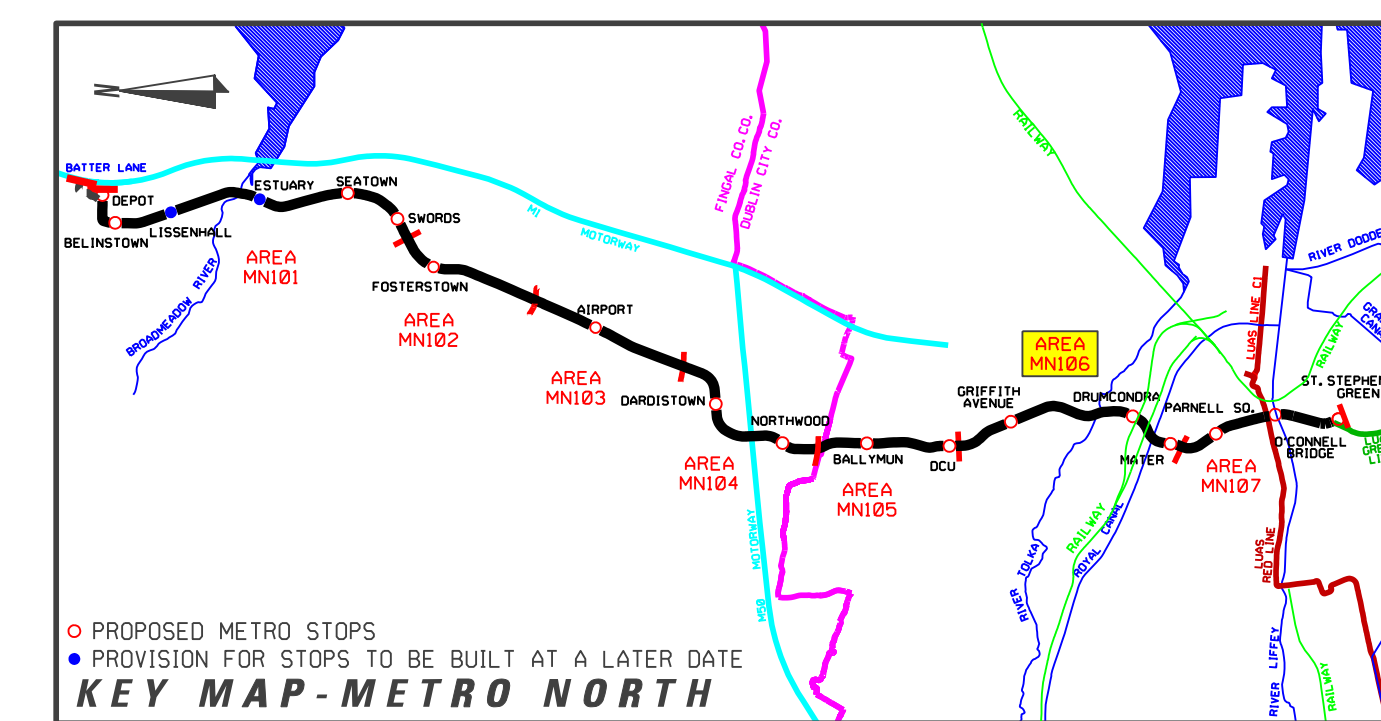 N
BATTER LANE
DEPOT
BELINSTOWN
LISSENHALL
ESTUARY
SEATOWN
SWORDS
BROADMEADOW RIVER
AREA
MN101
FOSTERSTOWN
AREA
MN102
M1
MOTORWAY
FINGAL CO. CO.
DUBLIN CITY CO.
AIRPORT
AREA
MN103
DARDISTOWN
NORTHWOOD
AREA
MN104
MOTORWAY
M50
BALLYMUN
AREA
MN105
DCU
GRIFFITH
AVENUE
AREA
MN106
RAILWAY
DRUMCONDRA
MATER
PARNELL SQ.
AREA
MN107
RIVER TOLKA
RAILWAY
ROYAL CANAL
LUAS LINE C1
RIVER DODDE
RAILWAY
ST. STEPHEN
GREEN
O'CONNELL
BRIDGE
LUAS
RED LINE
RIVER LIFFEY
RAILWAY
PROPOSED METRO STOPS
PROVISION FOR STOPS TO BE BUILT AT A LATER DATE
KEY MAP-METRO NORTH